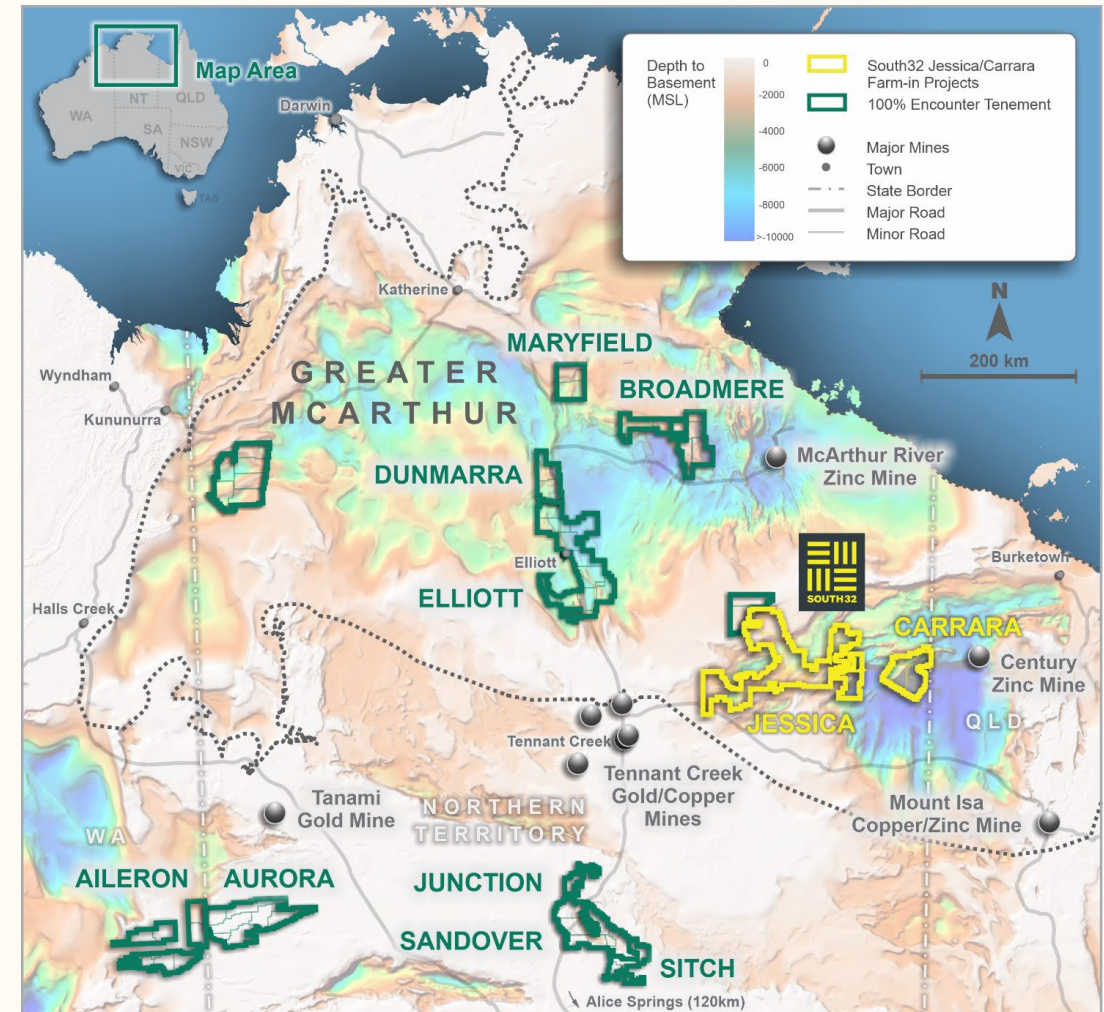 Map Area
Darwin
WA
NT
QLD
SA
NSW
VIC
TAS
Depth to
Basement
(MSL)
0
-2000
-4000
-6000
-8000
>-10000
South32 Jessica/Carrara
Farm-in Projects
100% Encounter Tenement
Major Mines
Town
State Border
Major Road
Minor Road
N
200 km
Katherine
Wyndham
Kununurra
GREATER
MCARTHUR
MARYFIELD
BROADMERE
McArthur River
Zinc Mine
DUNMARRA
Elliott
ELLIOTT
SOUTH32
Burketown
Halls Creek
CARRARA
Century
Zinc Mine
JESSICA
QLD
Tennant Creek
Tennant Creek
Gold/Copper
Mines
Mount Isa
Copper/Zinc Mine
Tanami
Gold Mine
NORTHERN
TERRITORY
WA
AILERON
AURORA
JUNCTION
SANDOVER
SITCH
Alice Springs (120km)